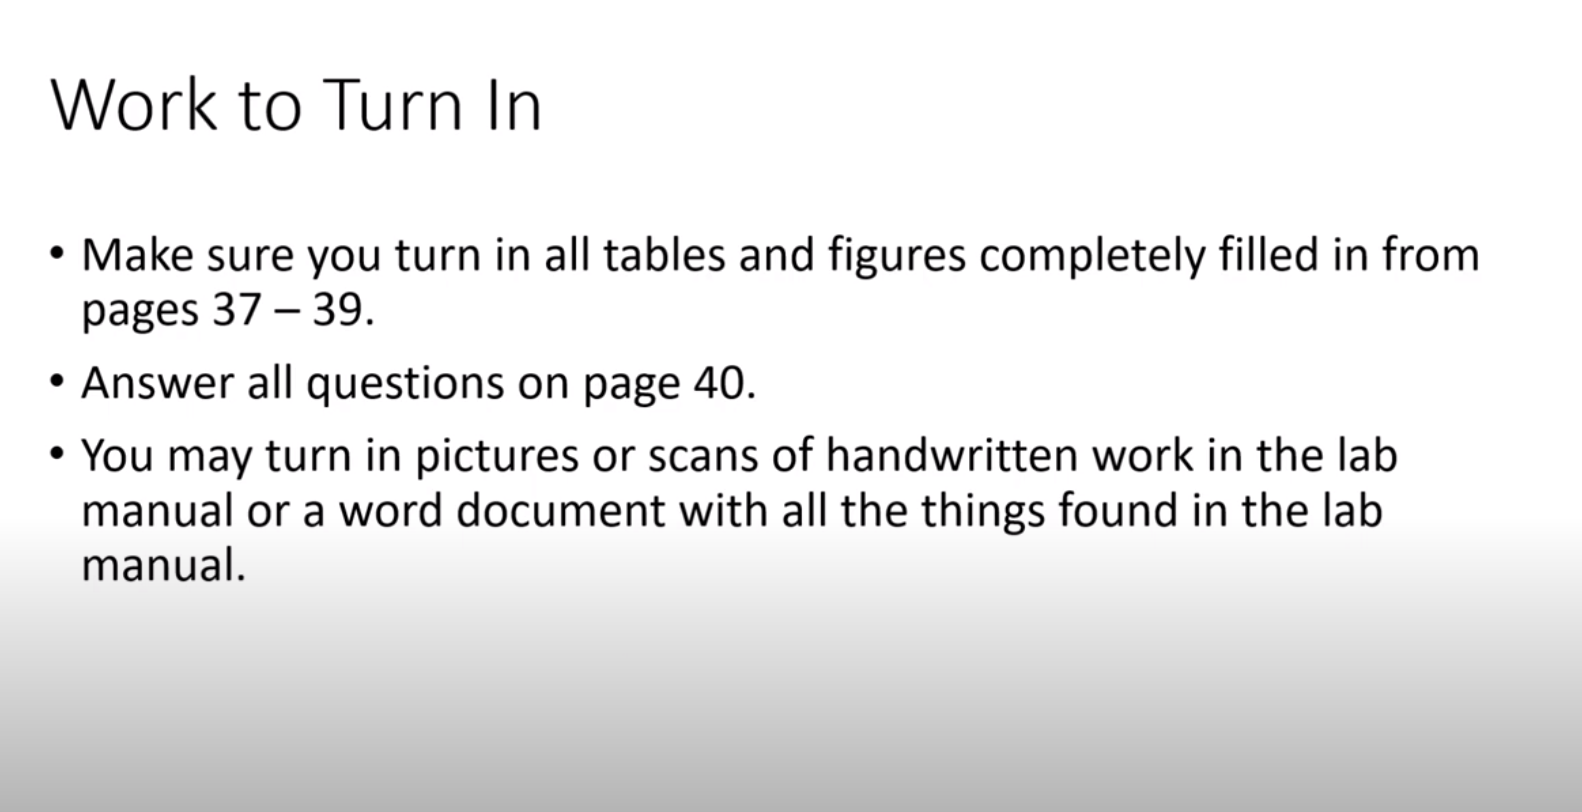 Work to Turn In
• Make sure you turn in all tables and figures completely filled in from
pages 37 – 39.
• Answer all questions on page 40.
• You may turn in pictures or scans of handwritten work in the lab
manual or a word document with all the things found in the lab
manual.